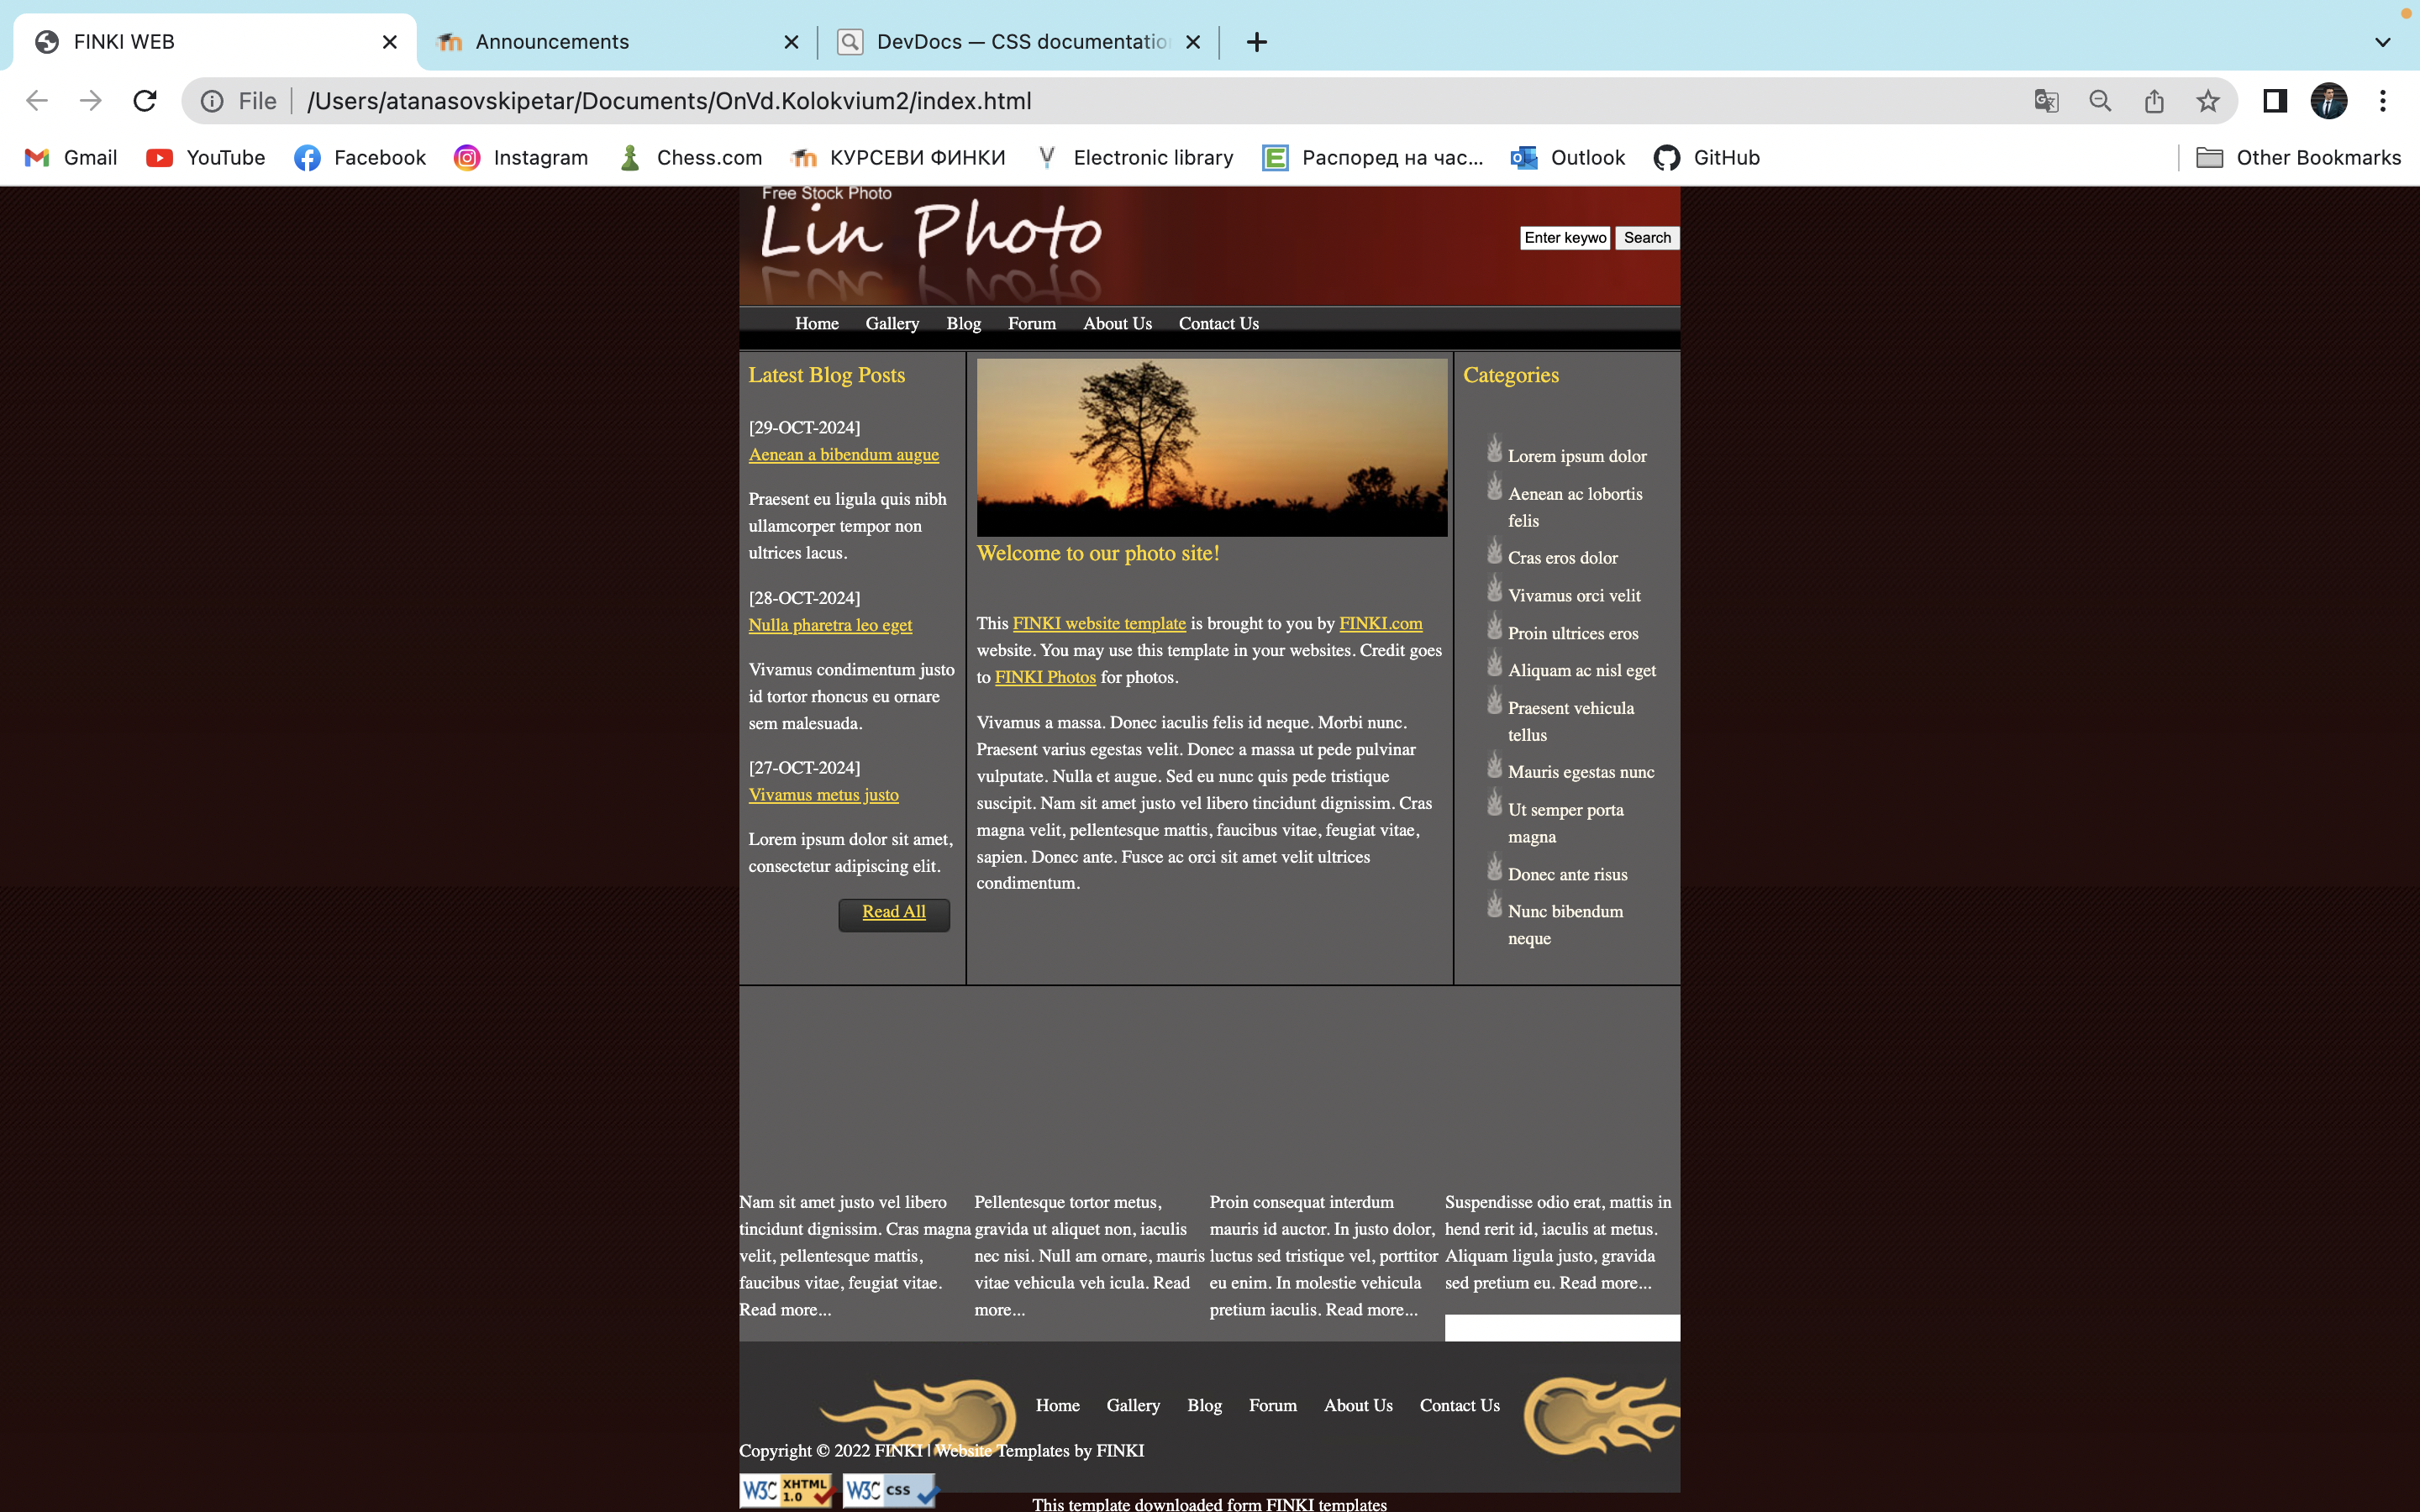 FINKI WEB
Announcements
DevDocs — CSS documentatio
File
/Users/atanasovskipetar/Documents/OnVd.Kolokvium2/index.html
Gmail YouTube Facebook Instagram Chess.com КУРСЕВИ ФИНКИ Electronic library Распоред на час... Outlook GitHub Other Bookmarks
Free Stock Photo
Lin Photo
Enter keywo Search
Home Gallery Blog Forum About Us Contact Us
Latest Blog Posts
[29-OCT-2024]
Aenean a bibendum augue
Praesent eu ligula quis nibh
ullamcorper tempor non
ultrices lacus.
[28-OCT-2024]
Nulla pharetra leo eget
Vivamus condimentum justo
id tortor rhoncus eu ornare
sem malesuada.
[27-OCT-2024]
Vivamus metus justo
Lorem ipsum dolor sit amet,
consectetur adipiscing elit.
Read All
Welcome to our photo site!
This FINKI website template is brought to you by FINKI.com
website. You may use this template in your websites. Credit goes
to FINKI Photos for photos.
Vivamus a massa. Donec iaculis felis id neque. Morbi nunc.
Praesent varius egestas velit. Donec a massa ut pede pulvinar
vulputate. Nulla et augue. Sed eu nunc quis pede tristique
suscipit. Nam sit amet justo vel libero tincidunt dignissim. Cras
magna velit, pellentesque mattis, faucibus vitae, feugiat vitae,
sapien. Donec ante. Fusce ac orci sit amet velit ultrices
condimentum.
Categories
Lorem ipsum dolor
Aenean ac lobortis
felis
Cras eros dolor
Vivamus orci velit
Proin ultrices eros
Aliquam ac nisl eget
Praesent vehicula
tellus
Mauris egestas nunc
Ut semper porta
magna
Donec ante risus
Nunc bibendum
neque
Nam sit amet justo vel libero
tincidunt dignissim. Cras magna
velit, pellentesque mattis,
faucibus vitae, feugiat vitae.
Read more...
Pellentesque tortor metus,
gravida ut aliquet non, iaculis
nec nisi. Null am ornare, mauris
vitae vehicula veh icula. Read
more...
Proin consequat interdum
mauris id auctor. In justo dolor,
luctus sed tristique vel, porttitor
eu enim. In molestie vehicula
pretium iaculis. Read more...
Suspendisse odio erat, mattis in
hend rerit id, iaculis at metus.
Aliquam ligula justo, gravida
sed pretium eu. Read more...
Home Gallery Blog Forum About Us Contact Us
Copyright © 2022 FINKI | Website Templates by FINKI
W3C XHTML 1.0
W3C css
This template downloaded form FINKI templates